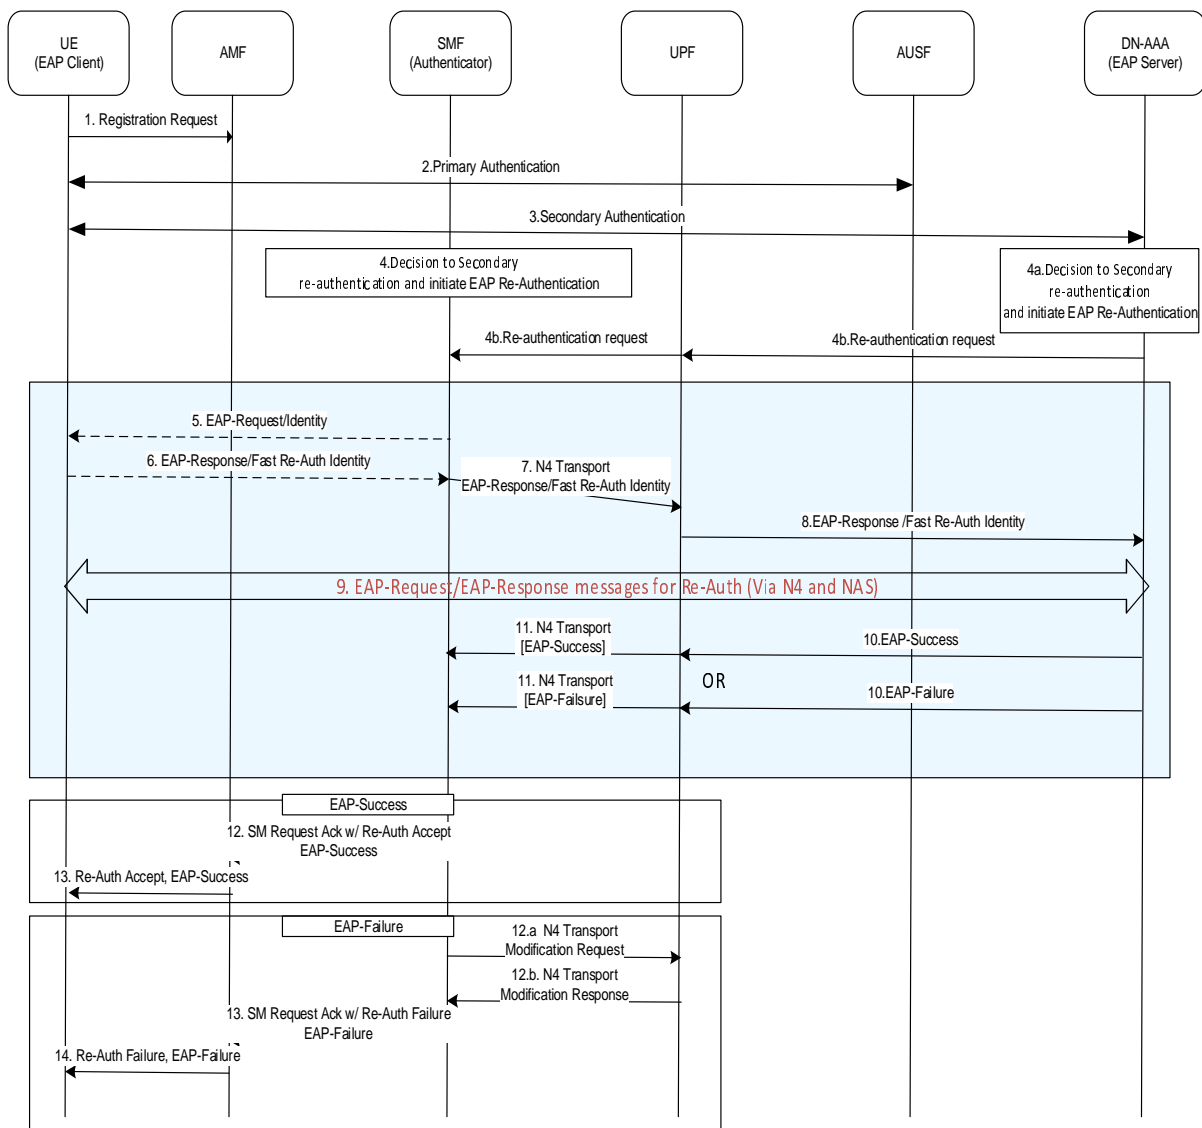 UE
(EAP Client)
AMF
SMF
(Authenticator)
UPF
AUSF
DN-AAA
(EAP Server)
1. Registration Request
2.Primary Authentication
3.Secondary Authentication
4.Decision to Secondary
re-authentication and initiate EAP Re-Authentication
4a.Decision to Secondary
re-authentication
and initiate EAP Re-Authentication
4b.Re-authentication request
4b.Re-authentication request
5. EAP-Request/Identity
6. EAP-Response/Fast Re-Auth Identity
7. N4 Transport
EAP-Response/Fast Re-Auth Identity
8.EAP-Response /Fast Re-Auth Identity
9. EAP-Request/EAP-Response messages for Re-Auth (Via N4 and NAS)
11. N4 Transport
[EAP-Success]
10.EAP-Success
OR
11. N4 Transport
[EAP-Failsure]
10.EAP-Failure
EAP-Success
12. SM Request Ack w/ Re-Auth Accept
EAP-Success
13. Re-Auth Accept, EAP-Success
EAP-Failure
12.a N4 Transport
Modification Request
12.b. N4 Transport
Modification Response
13. SM Request Ack w/ Re-Auth Failure
EAP-Failure
14. Re-Auth Failure, EAP-Failure